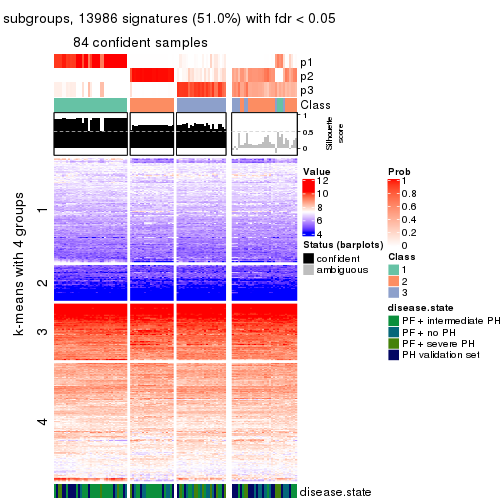 subgroups, 13986 signatures (51.0%) with fdr < 0.05
84 confident samples
p1
p2
p3
Class
1
0.5
0
Silhouette
score
k-means with 4 groups
1
2
3
4
disease.state
Value
12
10
8
6
4
Status (barplots)
confident
ambiguous
Prob
1
0.8
0.6
0.4
0.2
0
Class
1
2
3
disease.state
PF + intermediate PH
PF + no PH
PF + severe PH
PH validation set